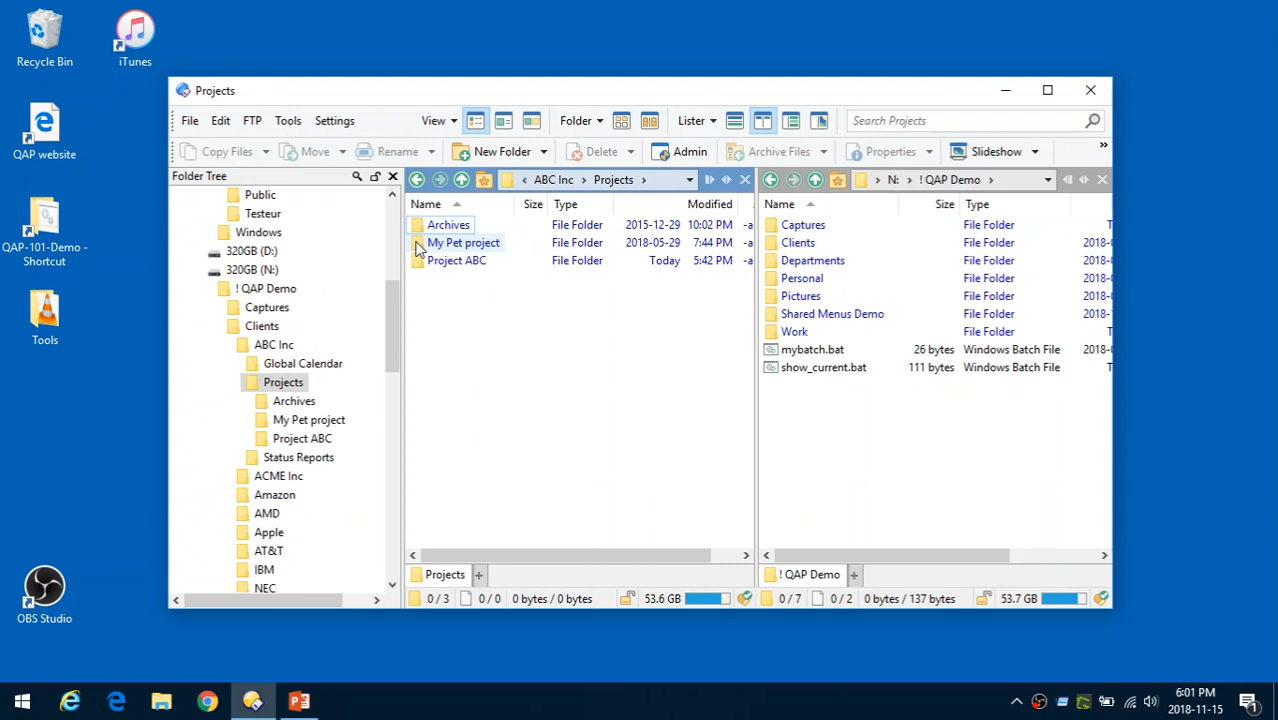 Recycle Bin
iTunes
QAP website
QAP-101-Demo -
Shortcut
Tools
OBS Studio
Projects
File Edit FTP Tools Settings View Folder Lister Search Projects
Copy Files Move Rename New Folder Delete Admin Archive Files Properties Slideshow »
Folder Tree
Public
Testeur
Windows
320GB (D:)
320GB (N:)
! QAP Demo
Captures
Clients
ABC Inc
Global Calendar
Projects
Archives
My Pet project
Project ABC
Status Reports
ACME Inc
Amazon
AMD
Apple
AT&T
IBM
NEC
ABC Inc Projects
Name Size Type Modified
Archives File Folder 2015-12-29 10:02 PM -a
My Pet project File Folder 2018-05-29 7:44 PM -a
Project ABC File Folder Today 5:42 PM -a
Projects
0 / 3 0 / 0 0 bytes / 0 bytes 53.6 GB
N: ! QAP Demo
Name Size Type
Captures File Folder
Clients File Folder 2018-
Departments File Folder 2018-
Personal File Folder 2018-
Pictures File Folder 2018-
Shared Menus Demo File Folder 2018-
Work File Folder T
mybatch.bat 26 bytes Windows Batch File 2018-
show_current.bat 111 bytes Windows Batch File T
! QAP Demo
0 / 7 0 / 2 0 bytes / 137 bytes 53.7 GB
6:01 PM
2018-11-15
1